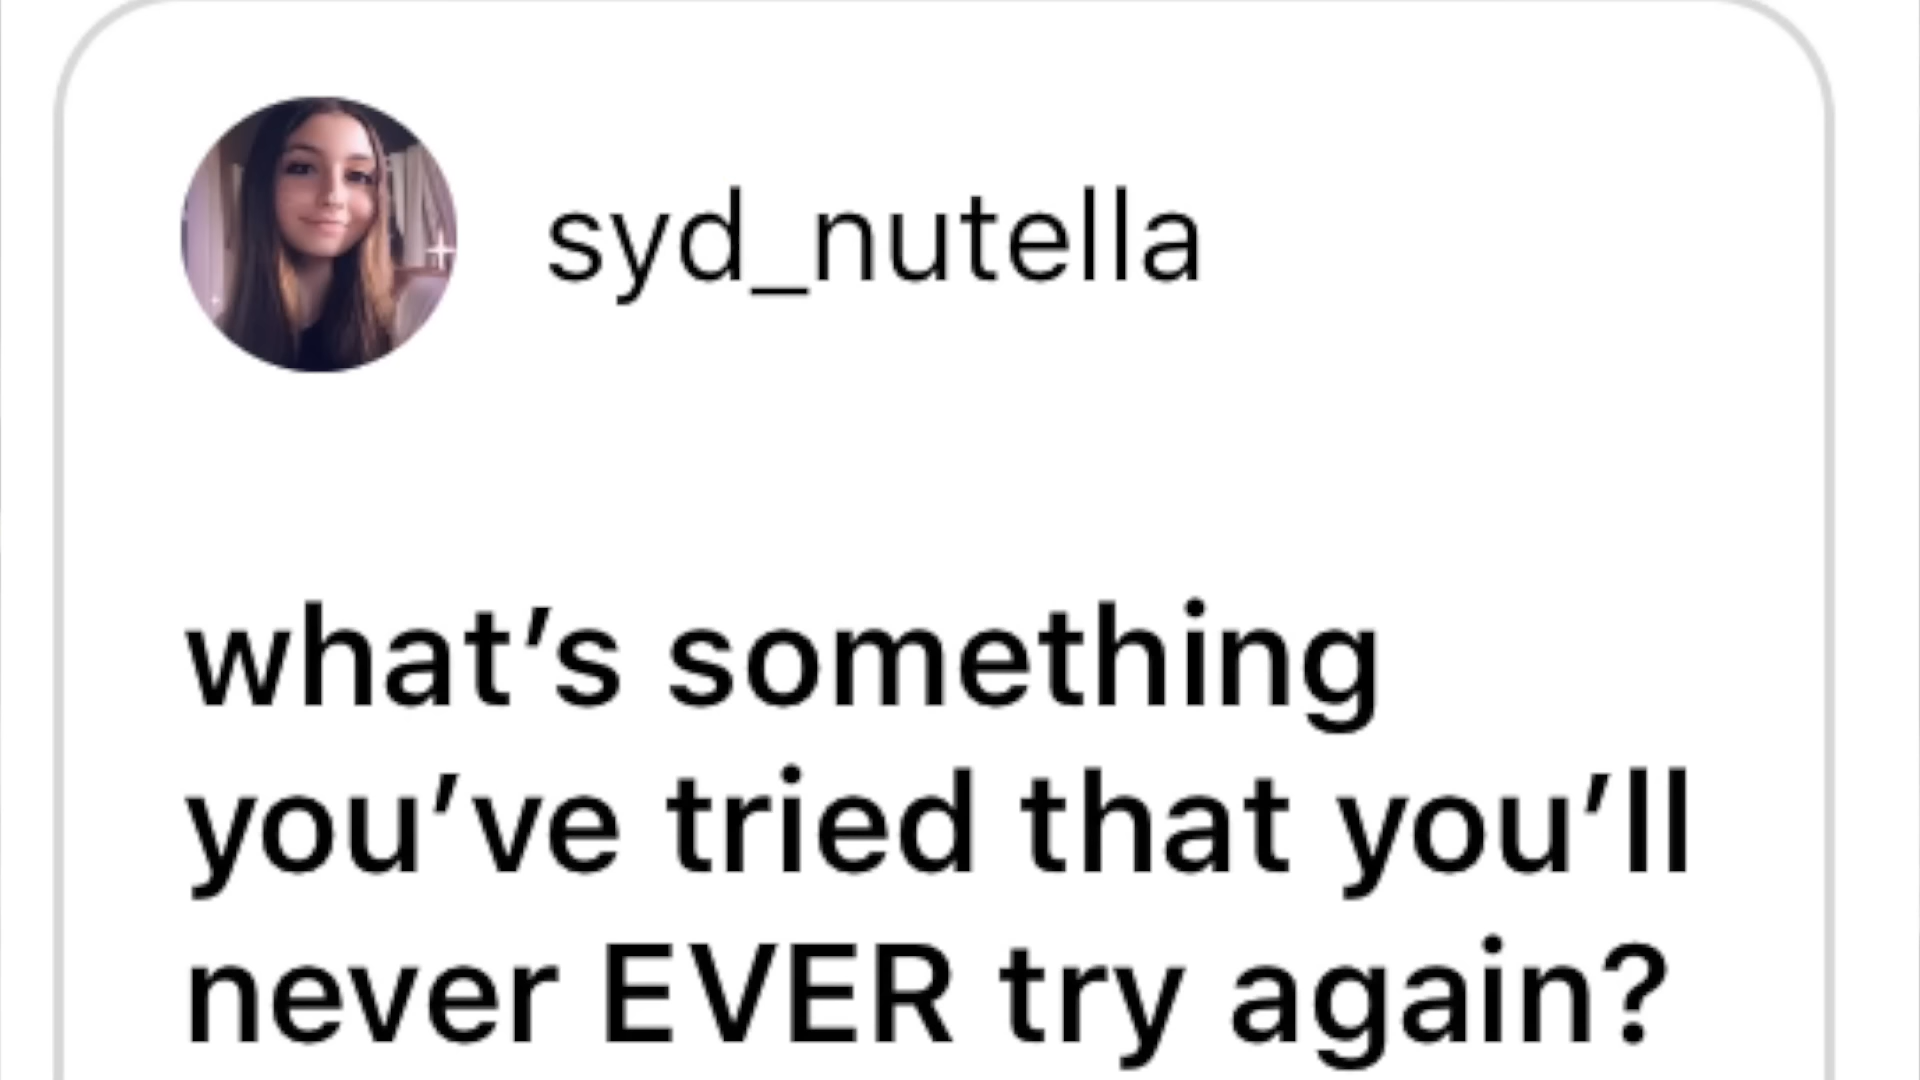 syd_nutella
what’s something
you’ve tried that you’ll
never EVER try again?